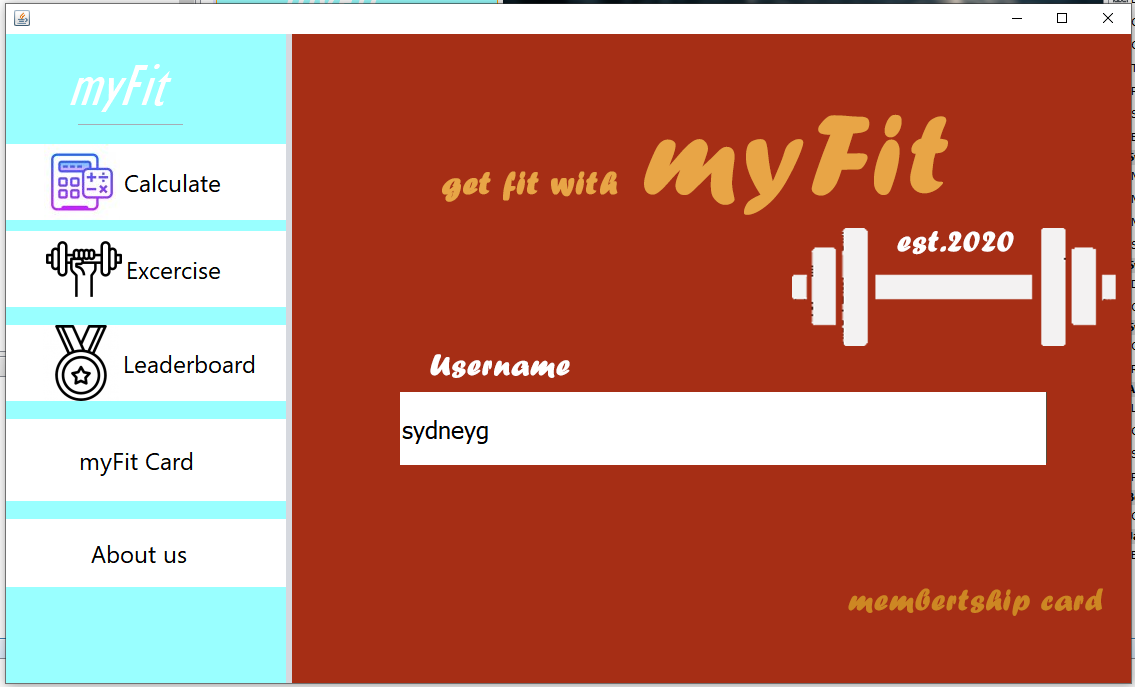 myFit
Calculate
Excercise
Leaderboard
myFit Card
About us
get fit with myFit
est.2020
Username
sydneyg
membertship card